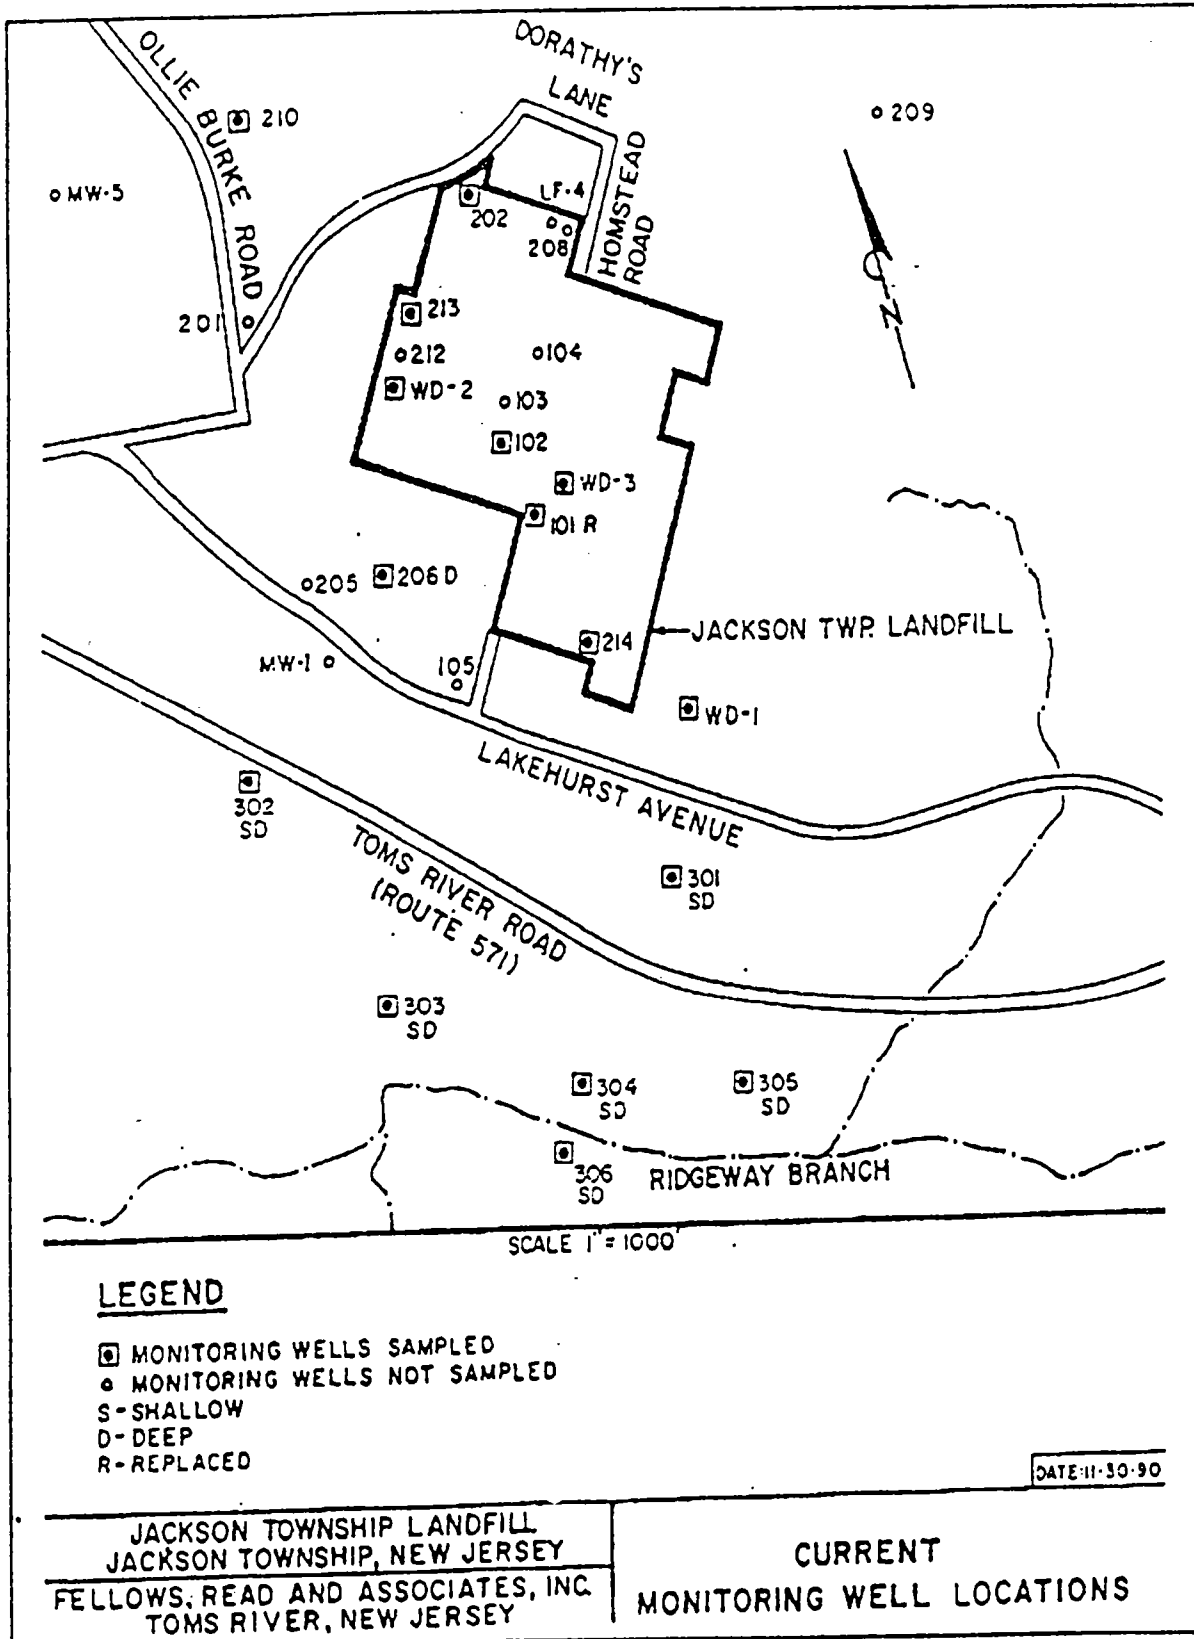 DORATHY'S
LANE
OLLIE BURKE ROAD
210
209
MW-5
LF-4
HOMSTEAD
ROAD
202
208
N
213
201
212
104
WD-2
103
102
WD-3
101 R
205
206 D
JACKSON TWP. LANDFILL
214
MW-1
105
WD-1
LAKEHURST AVENUE
302
SD
TOMS RIVER ROAD
(ROUTE 571)
301
SD
303
SD
304
SD
305
SD
306
SD
RIDGEWAY BRANCH
SCALE 1" = 1000'
LEGEND
MONITORING WELLS SAMPLED
MONITORING WELLS NOT SAMPLED
S-SHALLOW
D-DEEP
R-REPLACED
DATE:11-30-90
JACKSON TOWNSHIP LANDFILL
JACKSON TOWNSHIP, NEW JERSEY
FELLOWS, READ AND ASSOCIATES, INC.
TOMS RIVER, NEW JERSEY
CURRENT
MONITORING WELL LOCATIONS